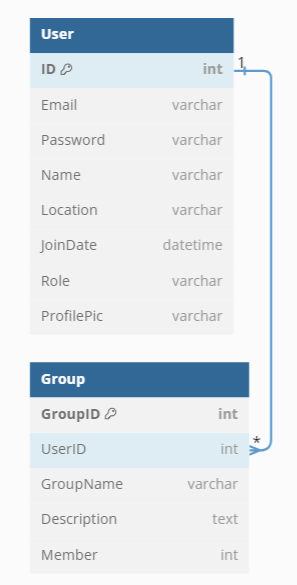 User
ID int
1
Email varchar
Password varchar
Name varchar
Location varchar
JoinDate datetime
Role varchar
ProfilePic varchar
Group
GroupID int
*
UserID int
GroupName varchar
Description text
Member int